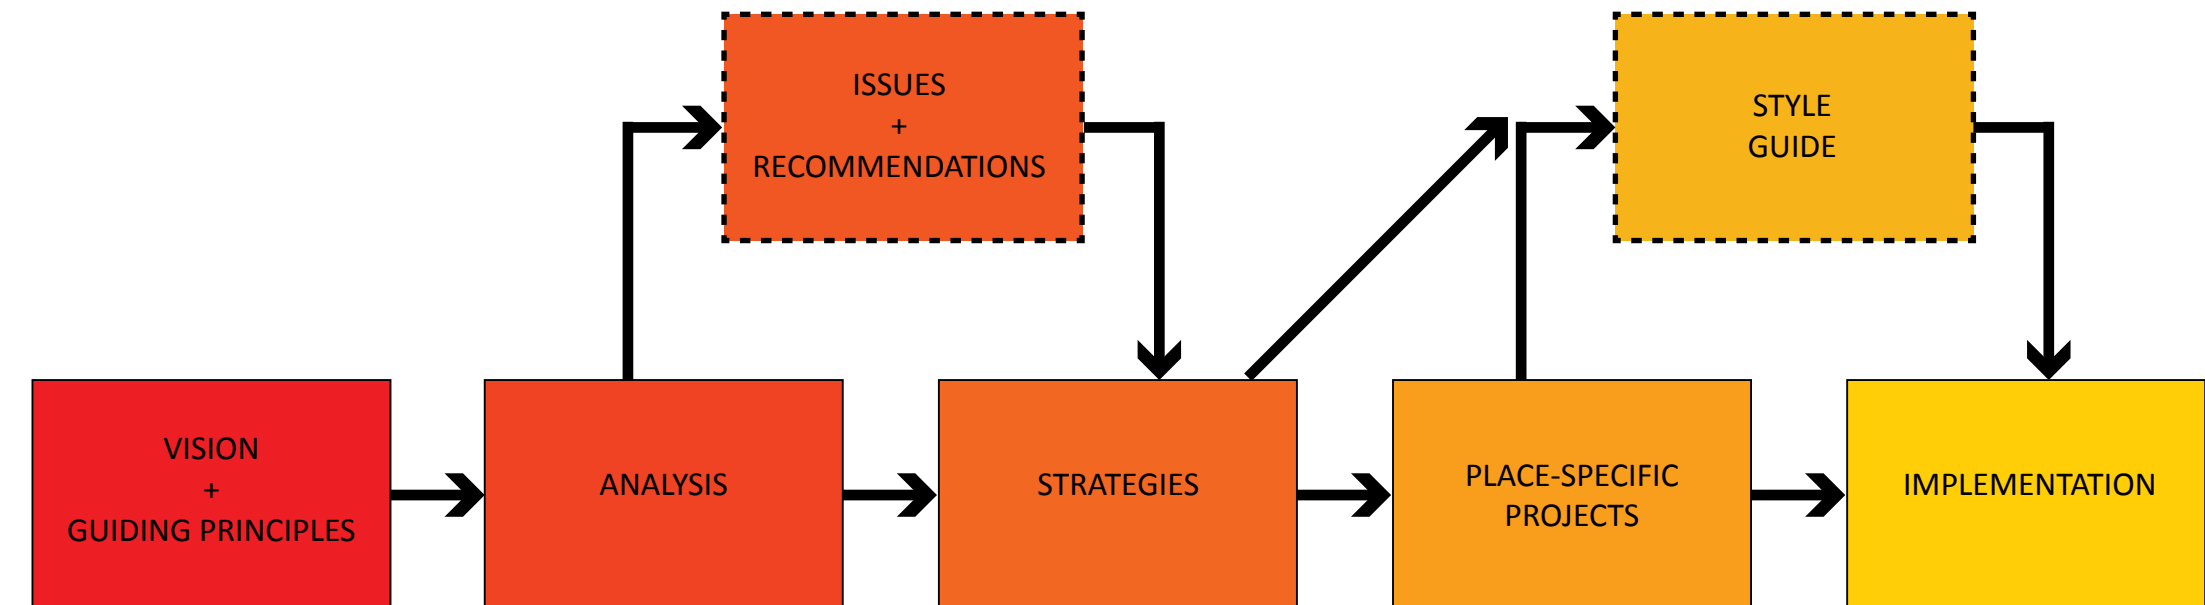 ISSUES
+
RECOMMENDATIONS
STYLE
GUIDE
VISION
+
GUIDING PRINCIPLES
ANALYSIS
STRATEGIES
PLACE-SPECIFIC
PROJECTS
IMPLEMENTATION